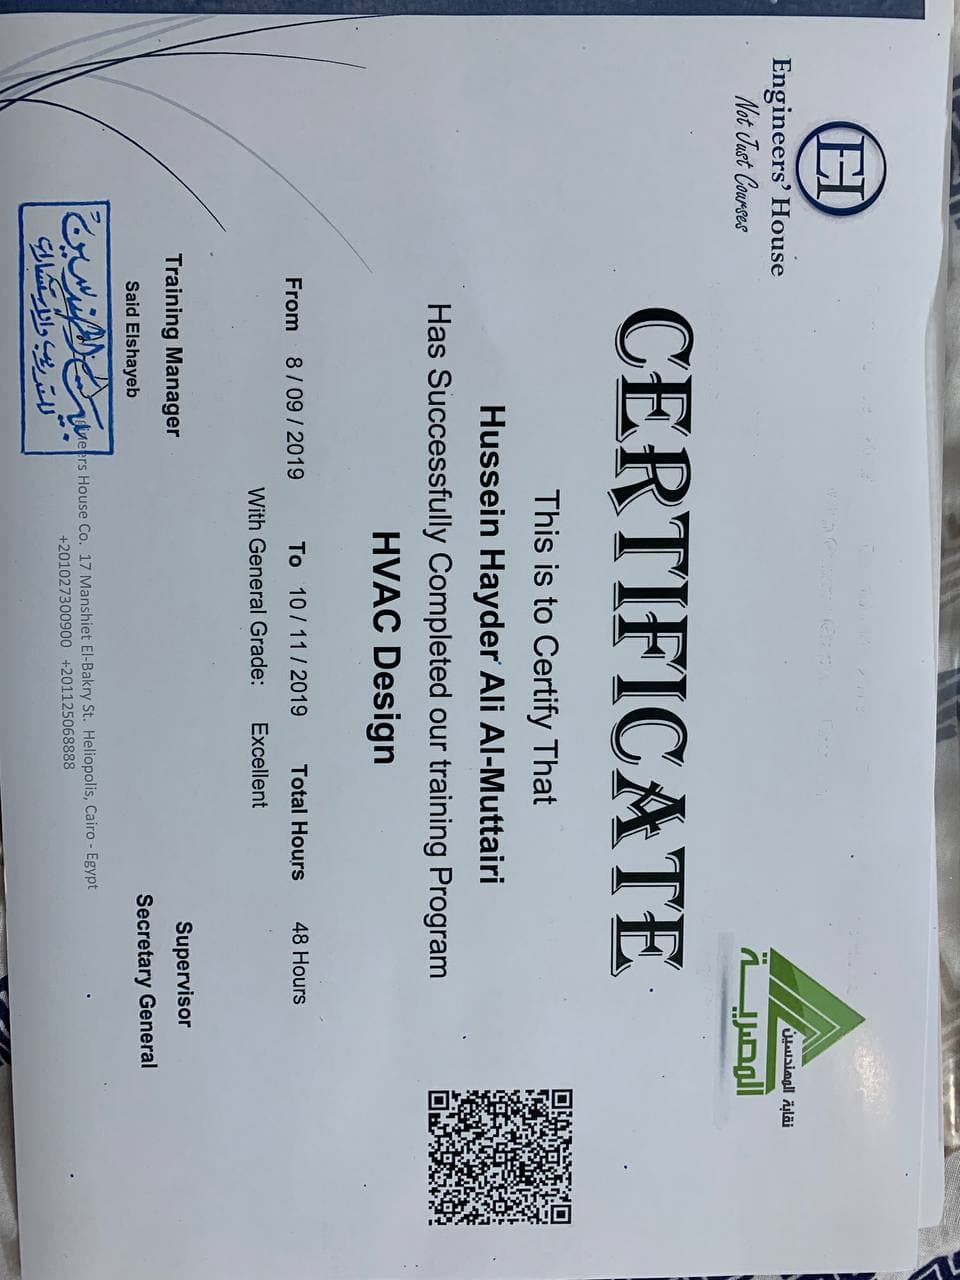 EH
Engineers' House
Not Just Courses
نقابة المهندسين
المصرية
CERTIFICATE
This is to Certify That
Hussein Hayder Ali Al-Muttairi
Has Successfully Completed our training Program
HVAC Design
From 8 / 09 / 2019 To 10 / 11 / 2019 Total Hours 48 Hours
With General Grade: Excellent
Training Manager
Said Elshayeb
Supervisor
Secretary General
للتدريب والاستشارات
House Co. 17 Manshiet El-Bakry St. Heliopolis, Cairo - Egypt
+201027300900 +201125068888